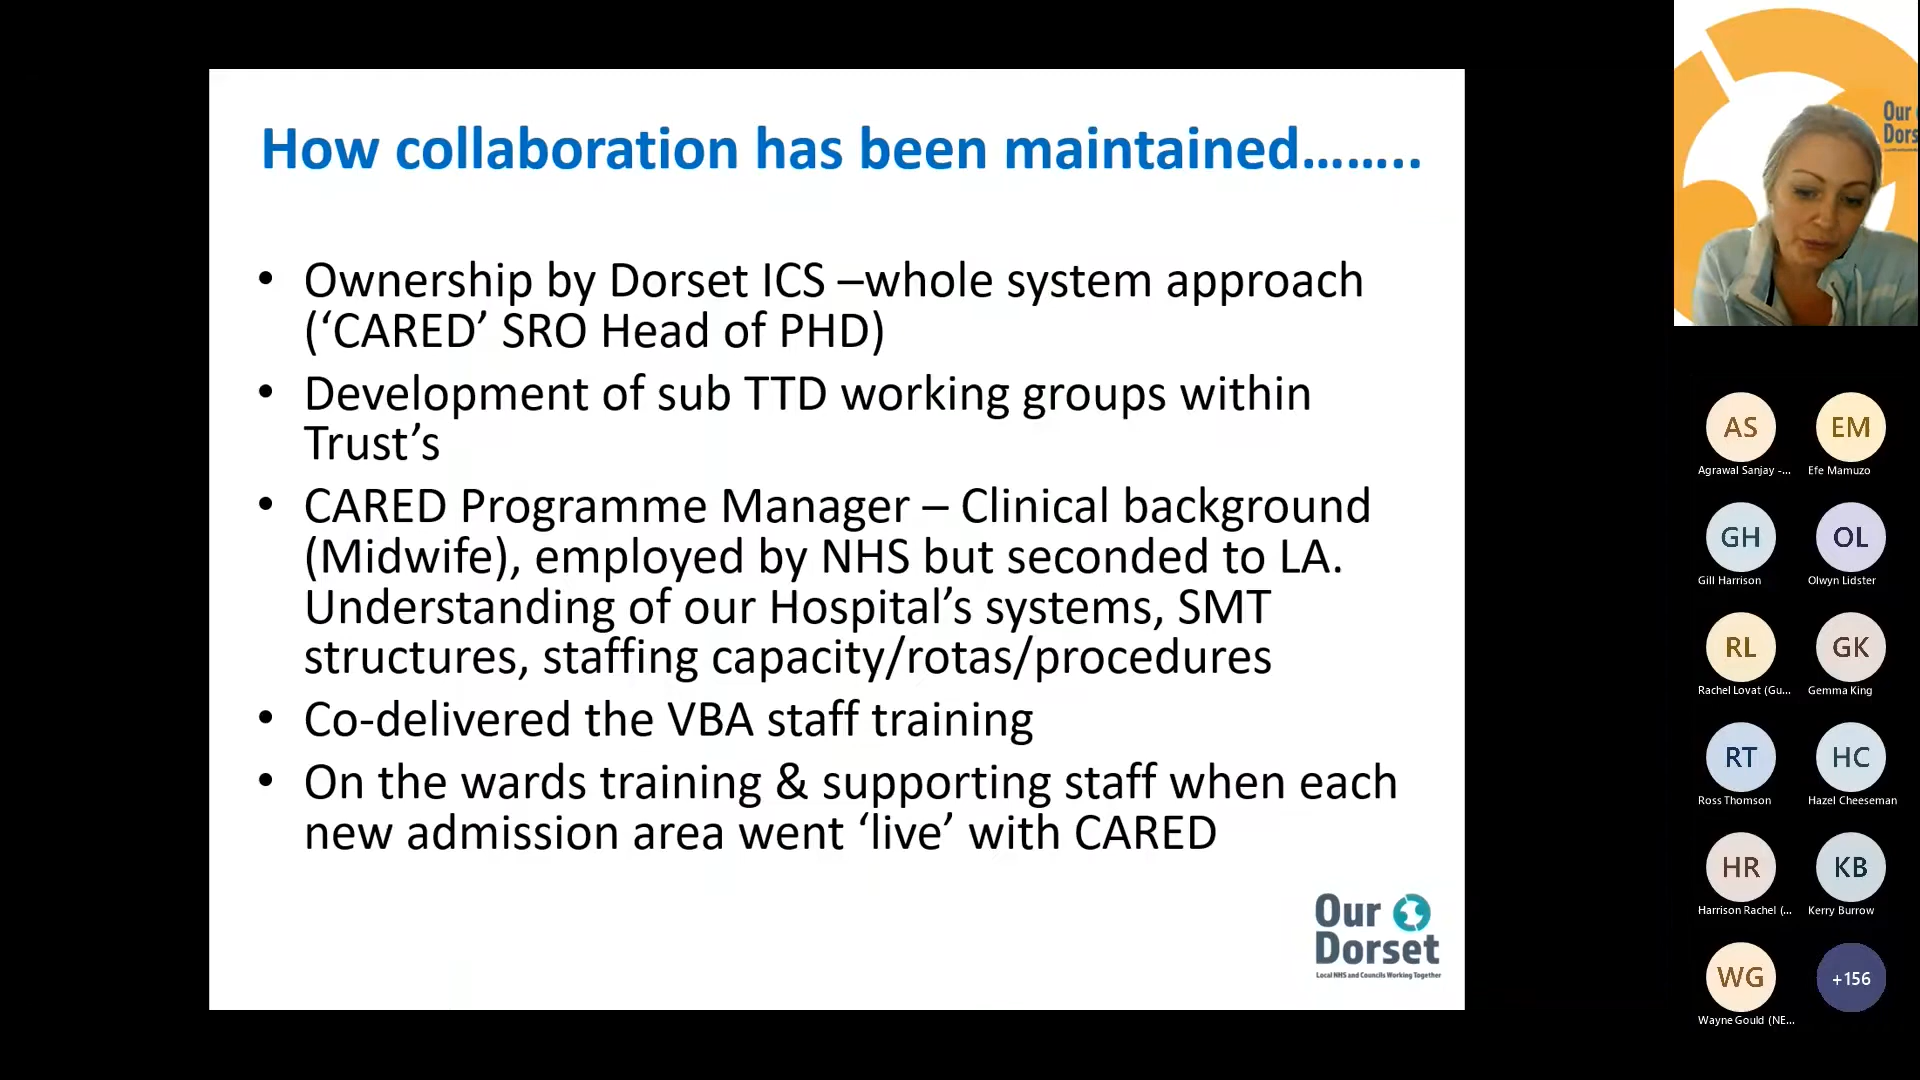 How collaboration has been maintained……..
• Ownership by Dorset ICS –whole system approach
(‘CARED’ SRO Head of PHD)
• Development of sub TTD working groups within
Trust’s
• CARED Programme Manager – Clinical background
(Midwife), employed by NHS but seconded to LA.
Understanding of our Hospital’s systems, SMT
structures, staffing capacity/rotas/procedures
• Co-delivered the VBA staff training
• On the wards training & supporting staff when each
new admission area went ‘live’ with CARED
Our
Dorset
Local NHS and Councils Working Together
Our
Dors
AS
EM
Agrawal Sanjay -...
Efe Mamuzo
GH
OL
Gill Harrison
Olwyn Lidster
RL
GK
Rachel Lovat (Gu...
Gemma King
RT
HC
Ross Thomson
Hazel Cheeseman
HR
KB
Harrison Rachel (...
Kerry Burrow
WG
+156
Wayne Gould (NE...